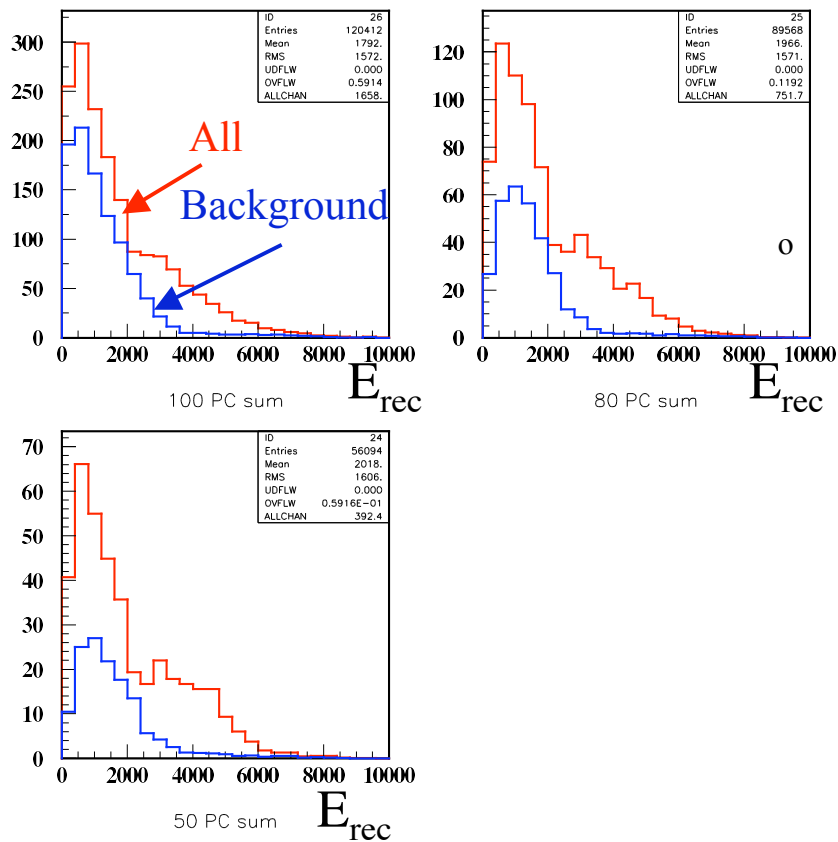 ID 26
Entries 120412
Mean 1792.
RMS 1572.
UDFLW 0.000
OVFLW 0.5914
ALLCHAN 1658.
300
250
200
150
100
50
0
All
Background
0 2000 4000 6000 8000 10000
E_rec
100 PC sum
ID 25
Entries 89568
Mean 1966.
RMS 1571.
UDFLW 0.000
OVFLW 0.1192
ALLCHAN 751.7
120
100
80
60
40
20
0
o
0 2000 4000 6000 8000 10000
E_rec
80 PC sum
ID 24
Entries 56094
Mean 2018.
RMS 1606.
UDFLW 0.000
OVFLW 0.5916E-01
ALLCHAN 392.4
70
60
50
40
30
20
10
0
0 2000 4000 6000 8000 10000
E_rec
50 PC sum